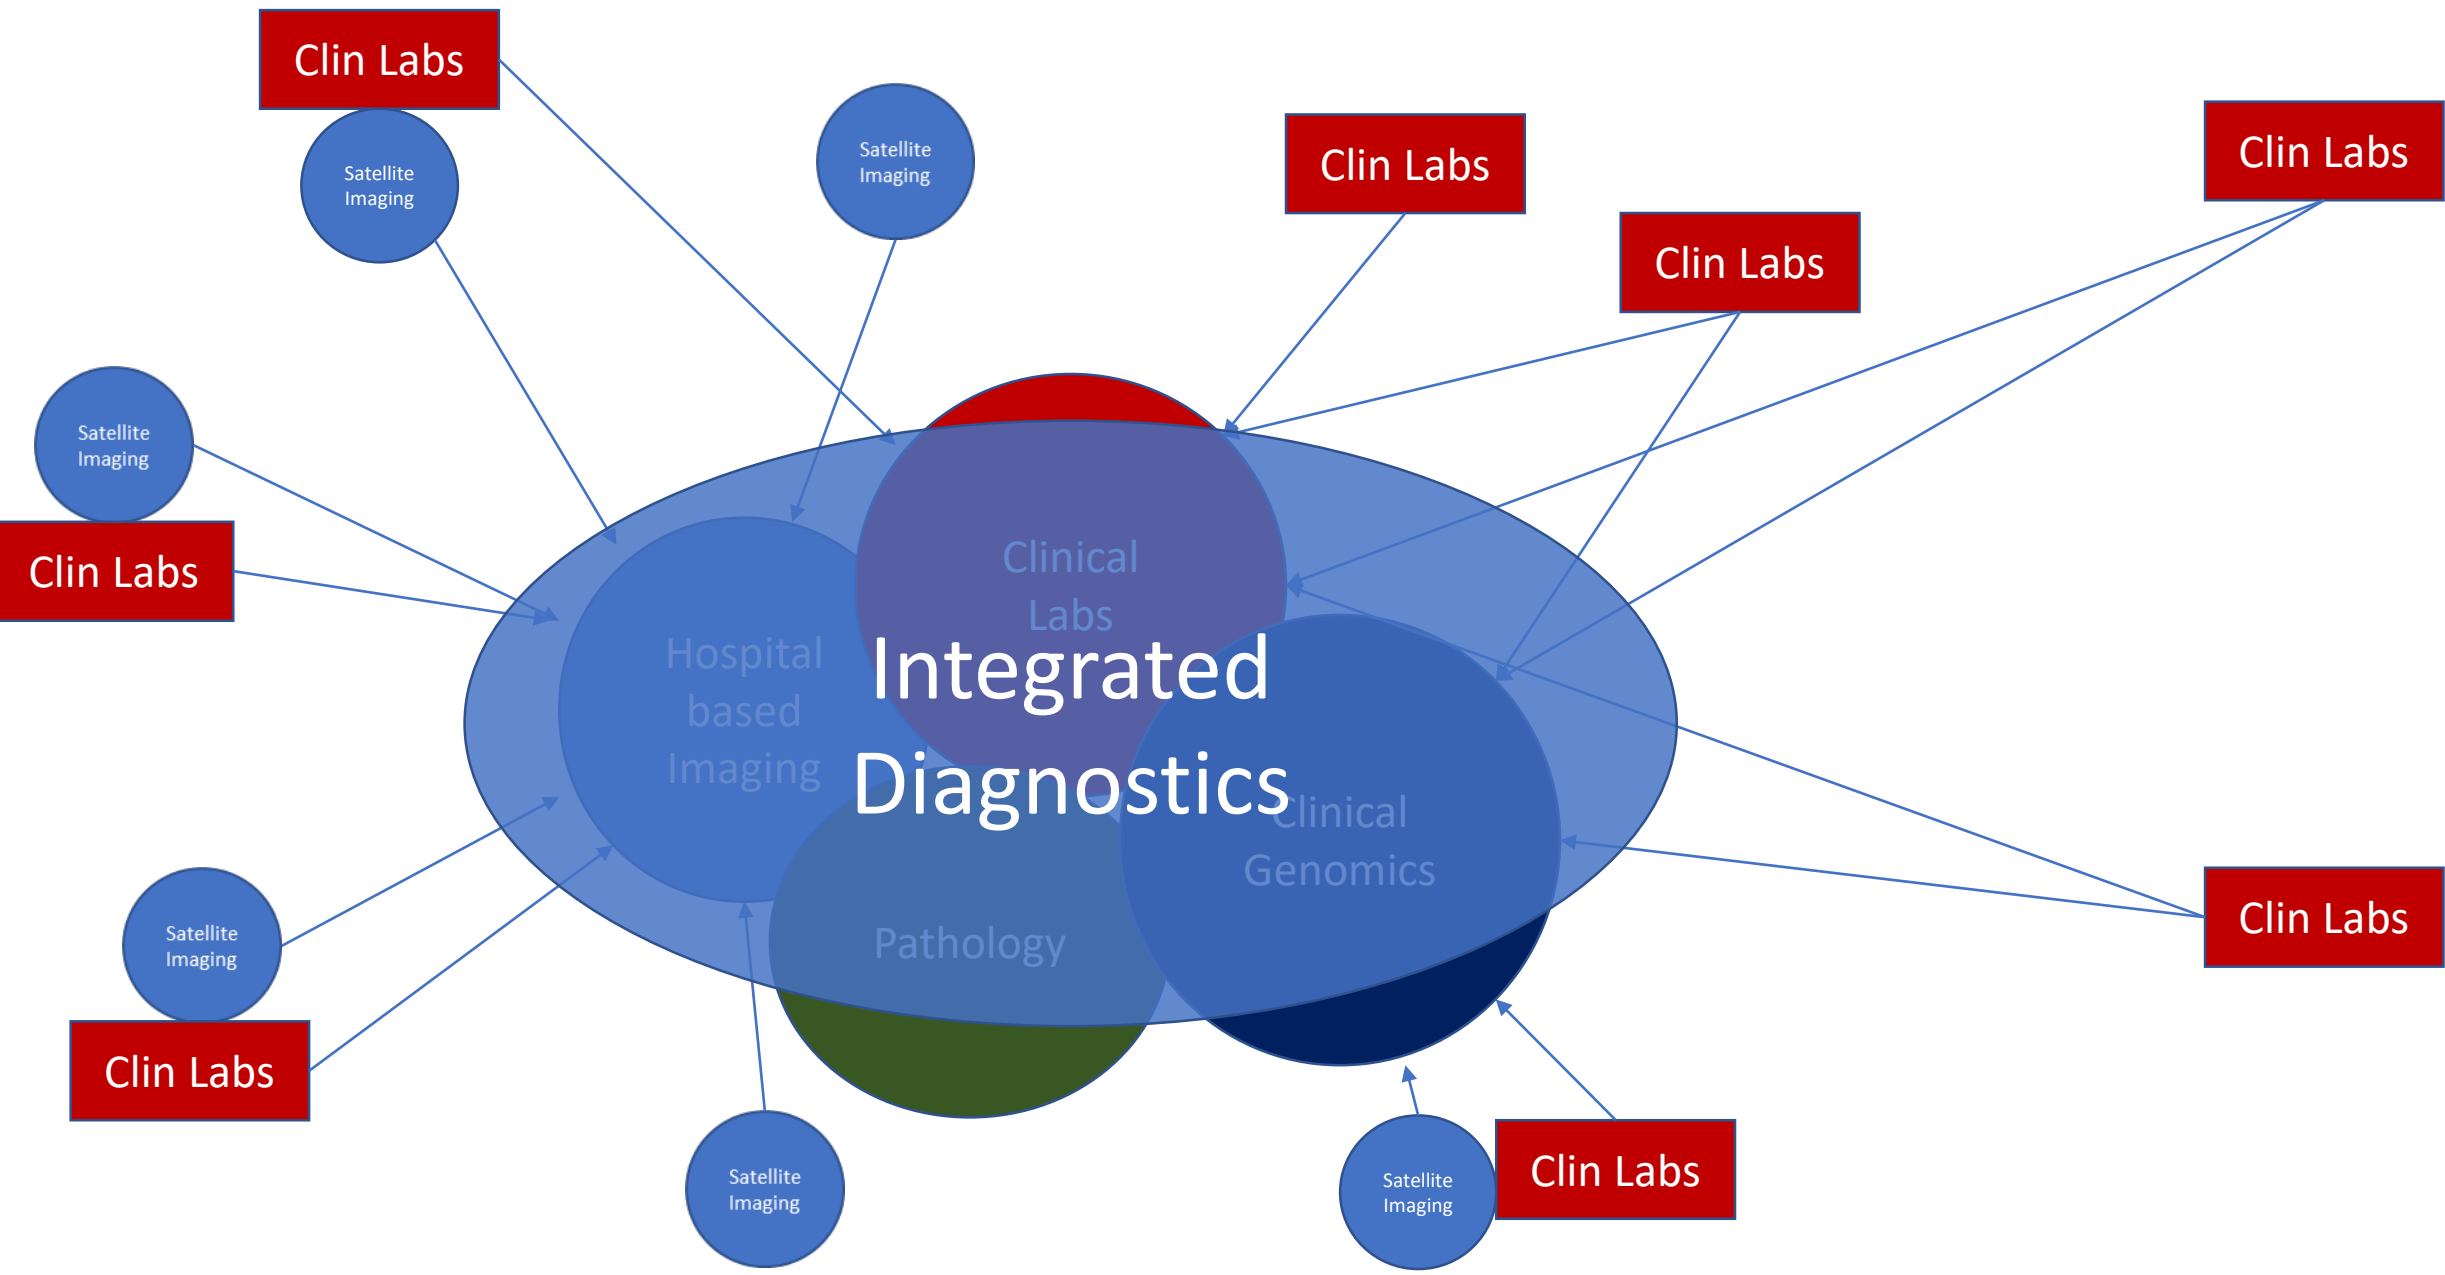 Clin Labs
Satellite
Imaging
Satellite
Imaging
Clin Labs
Clin Labs
Clin Labs
Satellite
Imaging
Clin Labs
Clinical
Labs
Hospital
based
Imaging
Integrated
Diagnostics
Clinical
Genomics
Pathology
Satellite
Imaging
Clin Labs
Clin Labs
Satellite
Imaging
Satellite
Imaging
Clin Labs